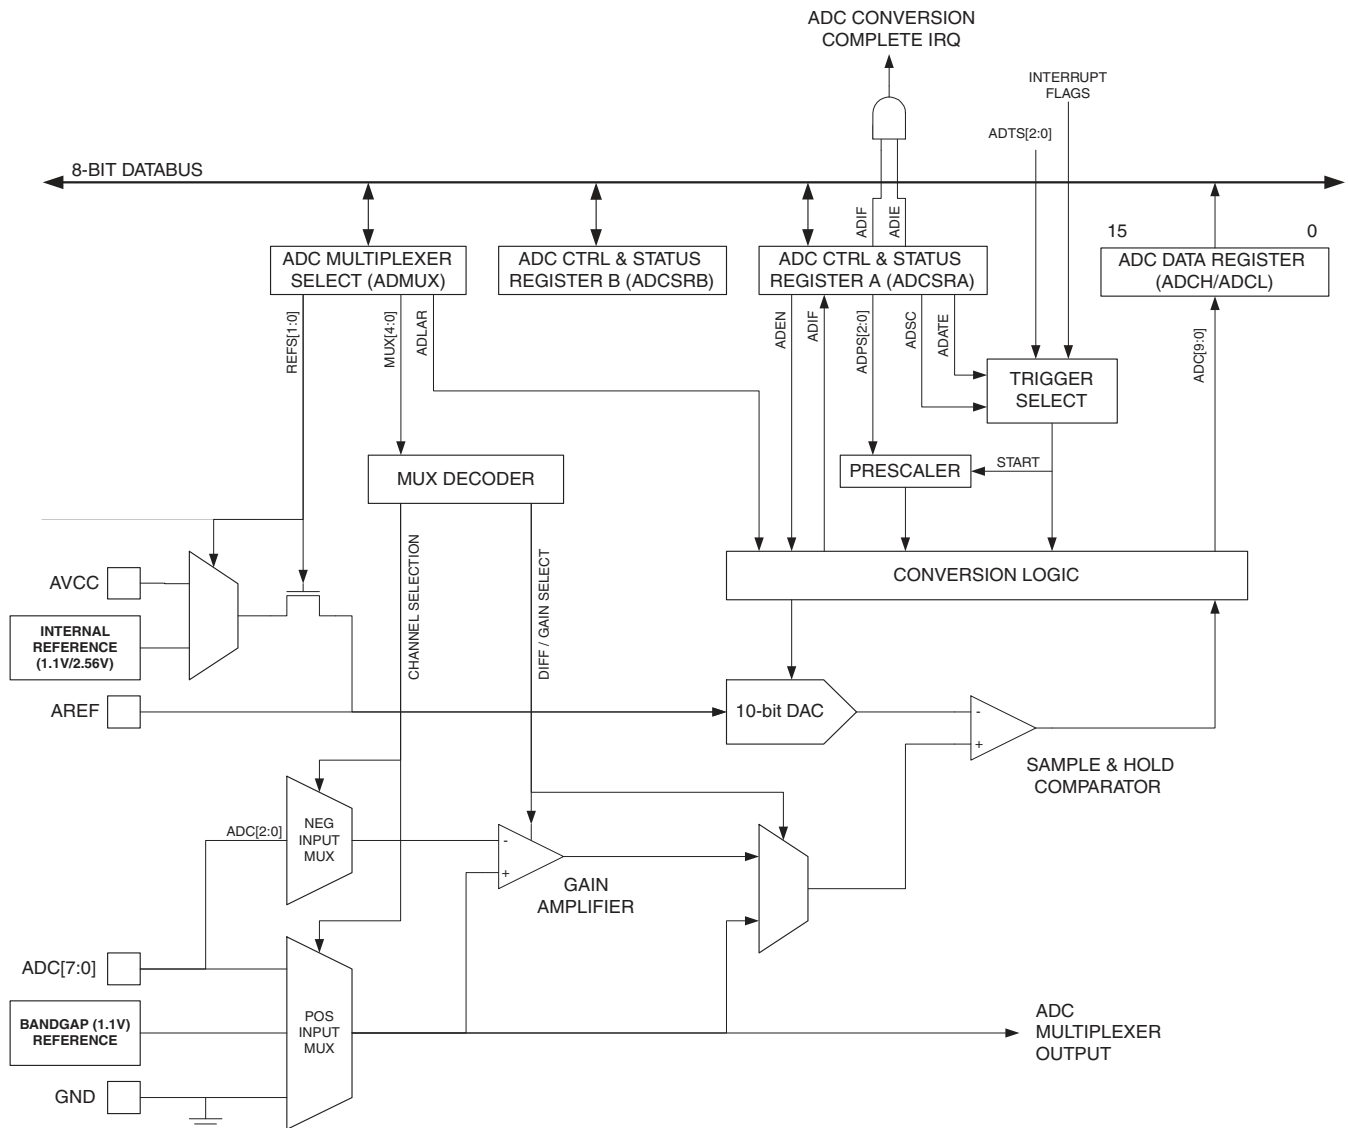 ADC CONVERSION
COMPLETE IRQ
INTERRUPT
FLAGS
ADTS[2:0]
8-BIT DATABUS
ADIF
ADIE
15
0
ADC MULTIPLEXER
SELECT (ADMUX)
ADC CTRL & STATUS
REGISTER B (ADCSRB)
ADC CTRL & STATUS
REGISTER A (ADCSRA)
ADC DATA REGISTER
(ADCH/ADCL)
REFS[1:0]
MUX[4:0]
ADLAR
ADEN
ADIF
ADPS[2:0]
ADSC
ADATE
ADC[9:0]
TRIGGER
SELECT
MUX DECODER
PRESCALER
START
CHANNEL SELECTION
DIFF / GAIN SELECT
CONVERSION LOGIC
AVCC
INTERNAL
REFERENCE
(1.1V/2.56V)
AREF
10-bit DAC
-
+
SAMPLE & HOLD
COMPARATOR
ADC[2:0]
NEG
INPUT
MUX
-
+
GAIN
AMPLIFIER
ADC[7:0]
BANDGAP (1.1V)
REFERENCE
POS
INPUT
MUX
GND
ADC
MULTIPLEXER
OUTPUT